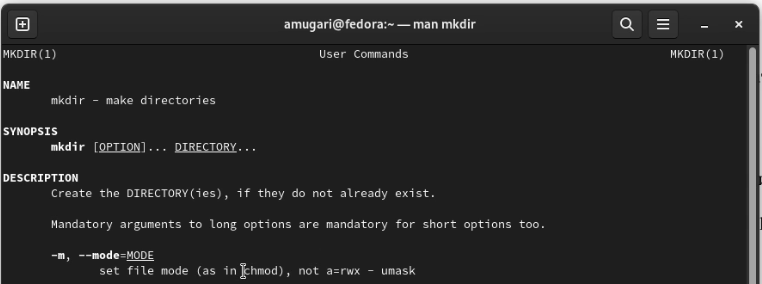 amugari@fedora:~ — man mkdir
MKDIR(1) User Commands MKDIR(1)
NAME
mkdir - make directories
SYNOPSIS
mkdir [OPTION]... DIRECTORY...
DESCRIPTION
Create the DIRECTORY(ies), if they do not already exist.
Mandatory arguments to long options are mandatory for short options too.
-m, --mode=MODE
set file mode (as in chmod), not a=rwx - umask